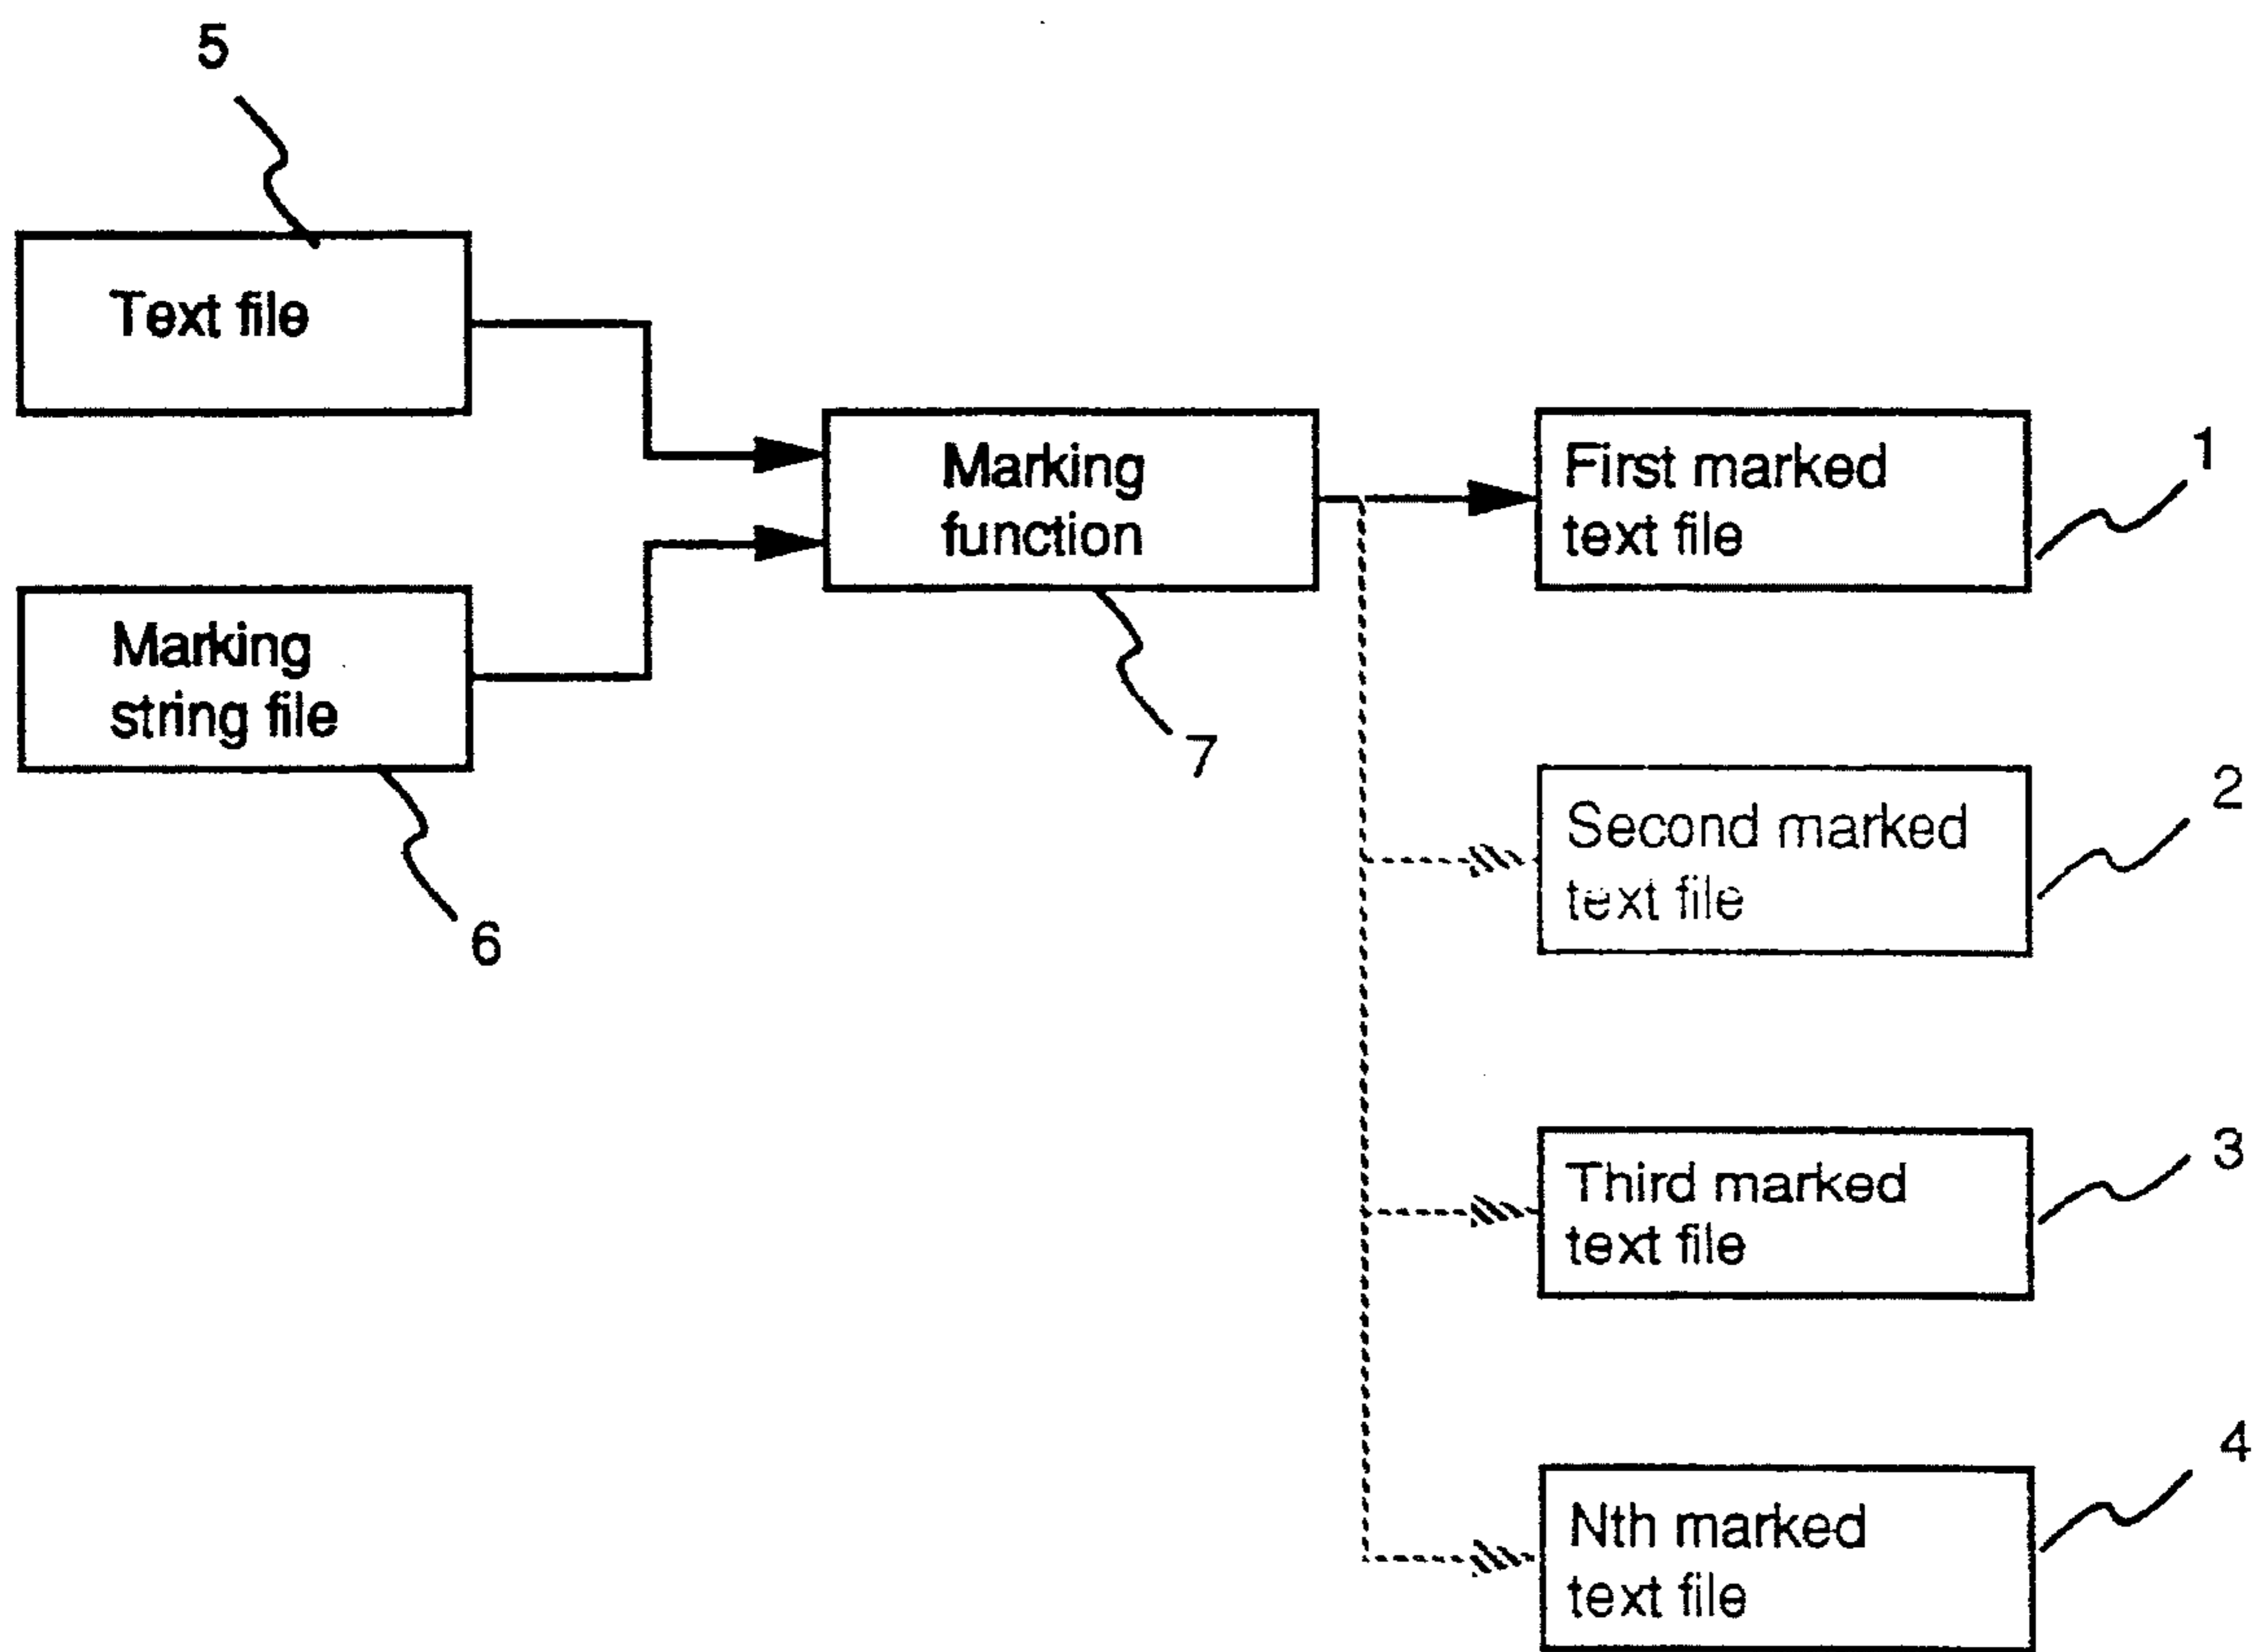 5
Text file
Marking
string file
6
Marking
function
7
First marked
text file
1
Second marked
text file
2
Third marked
text file
3
Nth marked
text file
4